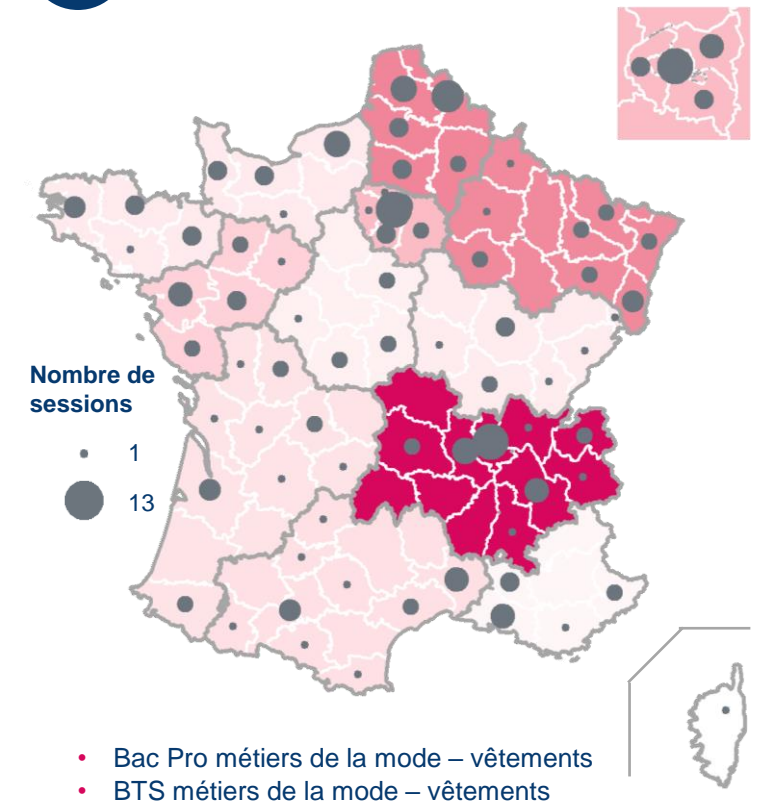 Nombre de
sessions
1
13
• Bac Pro métiers de la mode – vêtements
• BTS métiers de la mode – vêtements